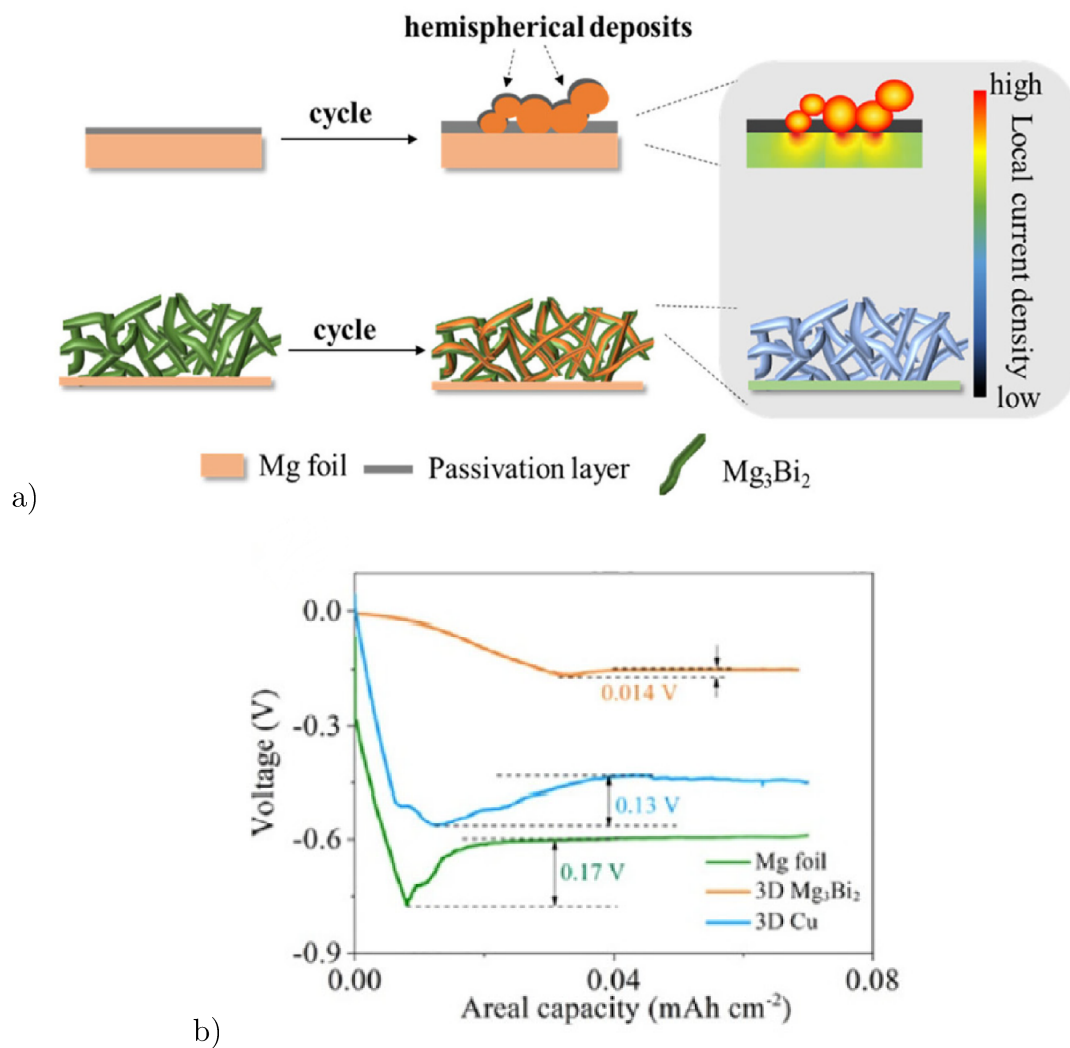 hemispherical deposits
cycle
high
Local current density
low
cycle
Mg foil
Passivation layer
Mg₃Bi₂
a)
0.0
-0.3
-0.6
-0.9
Voltage (V)
0.014 V
0.13 V
0.17 V
Mg foil
3D Mg₃Bi₂
3D Cu
0.00
0.04
0.08
Areal capacity (mAh cm⁻²)
b)